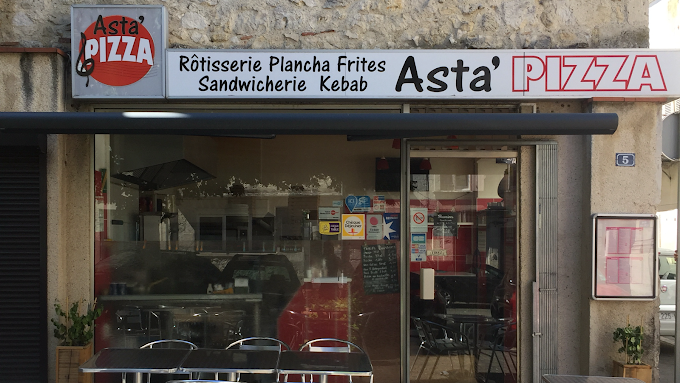 Asta'
PIZZA
Rôtisserie Plancha Frites
Sandwicherie Kebab
Asta' PIZZA
5